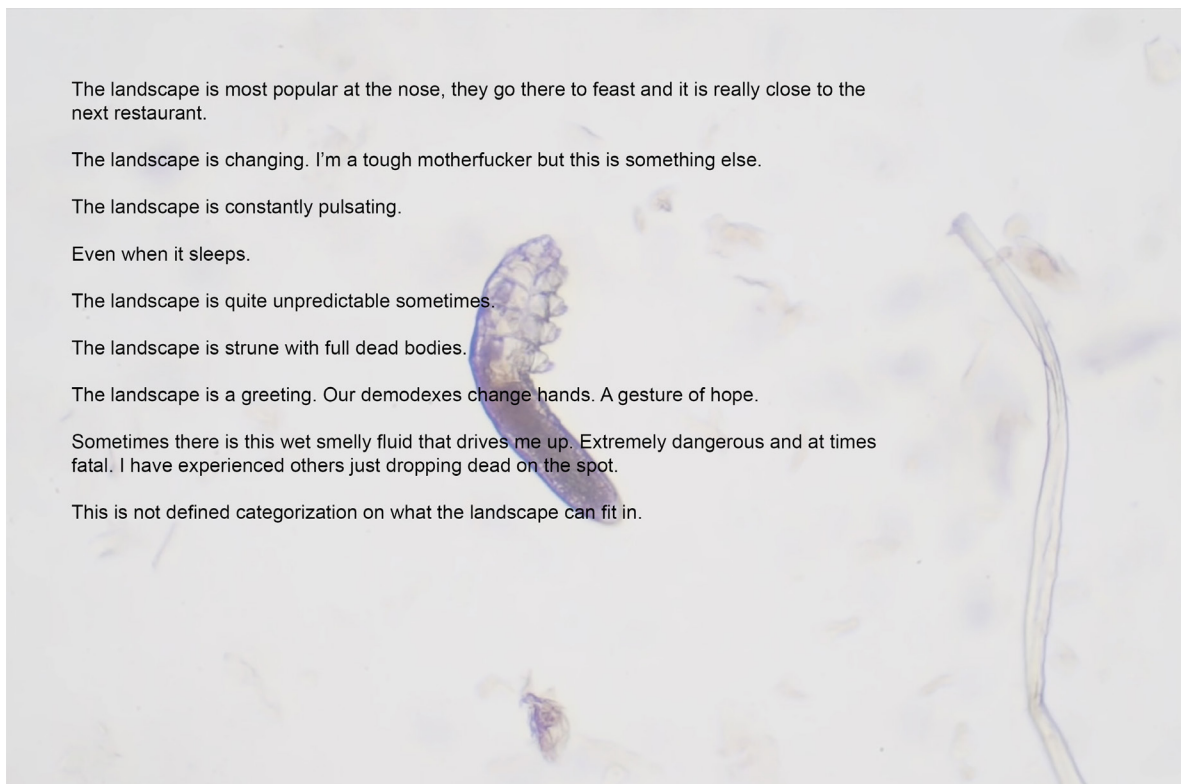 The landscape is most popular at the nose, they go there to feast and it is really close to the
next restaurant.
The landscape is changing. I'm a tough motherfucker but this is something else.
The landscape is constantly pulsating.
Even when it sleeps.
The landscape is quite unpredictable sometimes.
The landscape is strune with full dead bodies.
The landscape is a greeting. Our demodexes change hands. A gesture of hope.
Sometimes there is this wet smelly fluid that drives me up. Extremely dangerous and at times
fatal. I have experienced others just dropping dead on the spot.
This is not defined categorization on what the landscape can fit in.